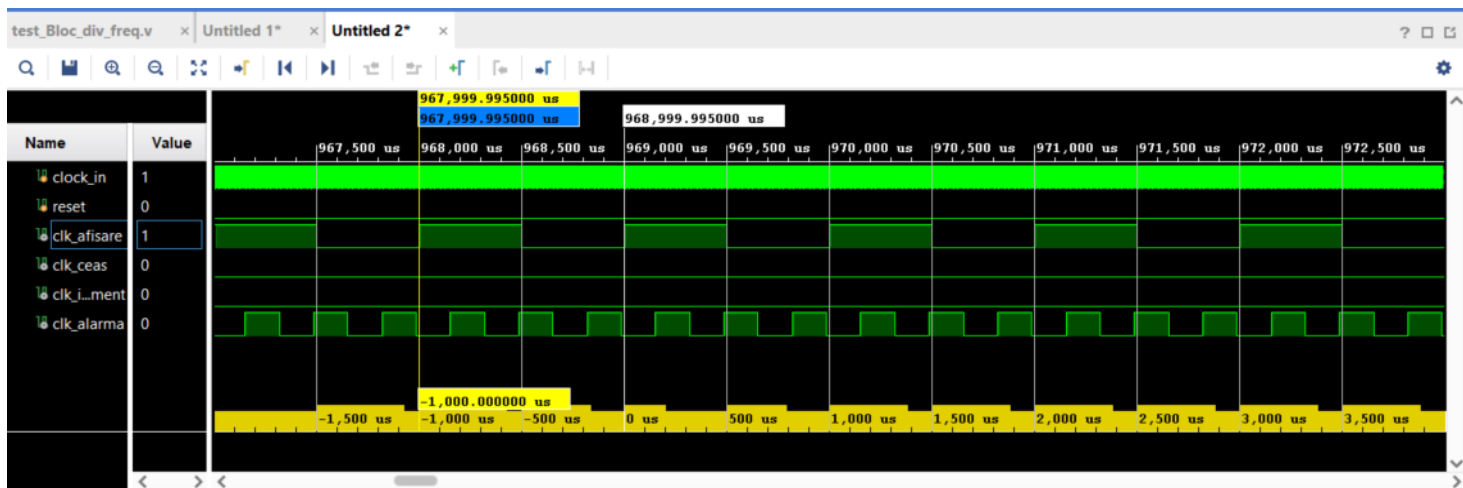 test_Bloc_div_freq.v × Untitled 1* × Untitled 2* ×
967,999.995000 us
967,999.995000 us 968,999.995000 us
Name Value 967,500 us 968,000 us 968,500 us 969,000 us 969,500 us 970,000 us 970,500 us 971,000 us 971,500 us 972,000 us 972,500 us
clock_in 1
reset 0
clk_afisare 1
clk_ceas 0
clk_i...ment 0
clk_alarma 0
-1,000.000000 us
-1,500 us -1,000 us -500 us 0 us 500 us 1,000 us 1,500 us 2,000 us 2,500 us 3,000 us 3,500 us